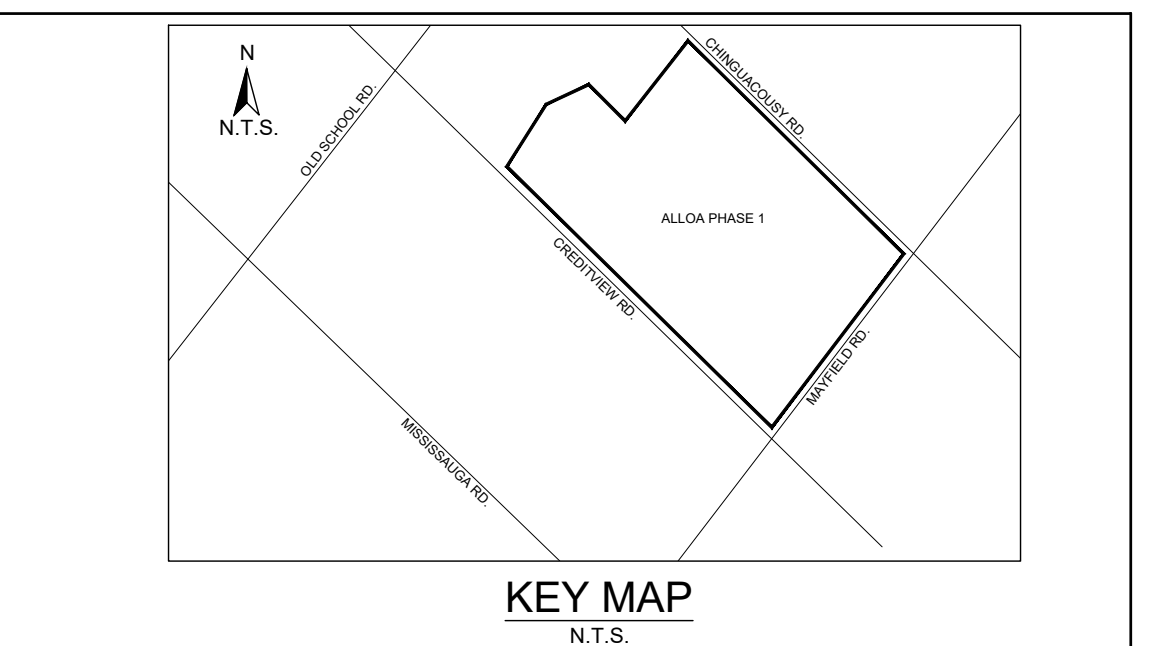 N
N.T.S.
OLD SCHOOL RD.
CHINGUACOUSY RD.
ALLOA PHASE 1
CREDITVIEW RD.
MAYFIELD RD.
MISSISSAUGA RD.
KEY MAP
N.T.S.